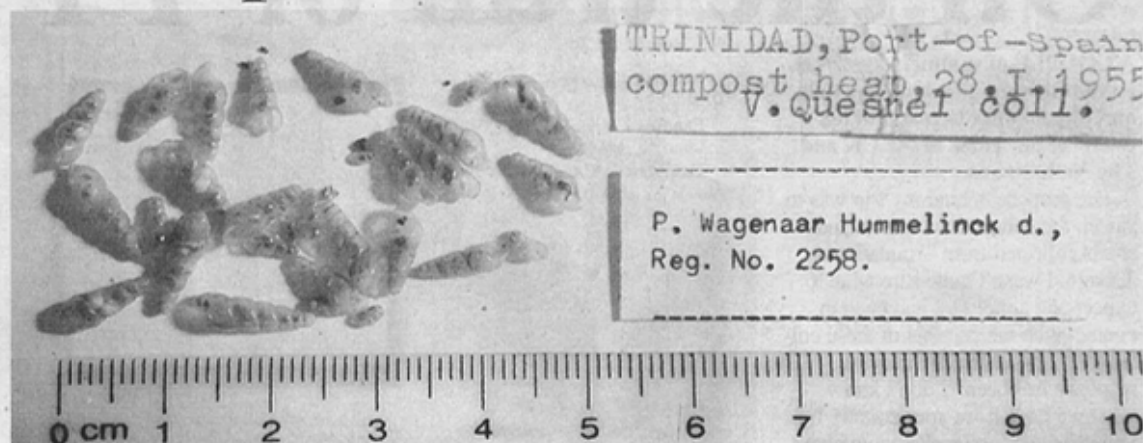 TRINIDAD, Port-of-Spain
compost heap, 28.I.1955
V. Quesnel coll.
P. Wagenaar Hummelinck d.,
Reg. No. 2258.
0 cm 1 2 3 4 5 6 7 8 9 10